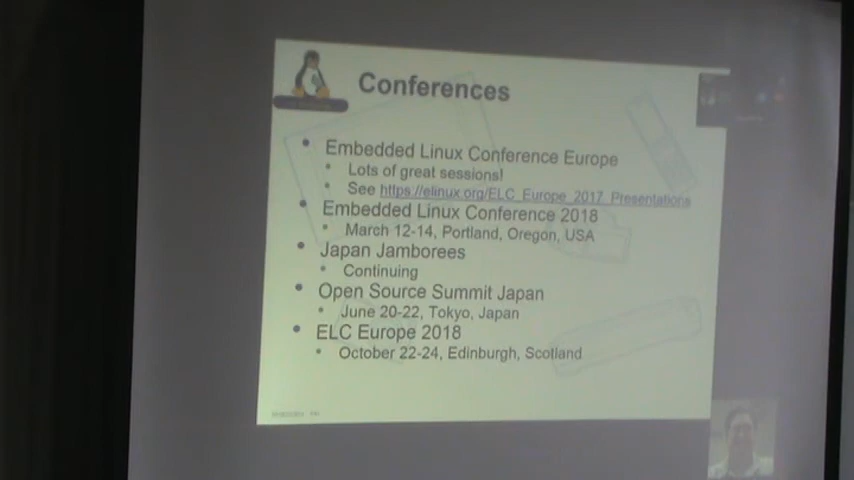 Conferences
• Embedded Linux Conference Europe
• Lots of great sessions!
• See https://elinux.org/ELC_Europe_2017_Presentations
• Embedded Linux Conference 2018
• March 12-14, Portland, Oregon, USA
• Japan Jamborees
• Continuing
• Open Source Summit Japan
• June 20-22, Tokyo, Japan
• ELC Europe 2018
• October 22-24, Edinburgh, Scotland